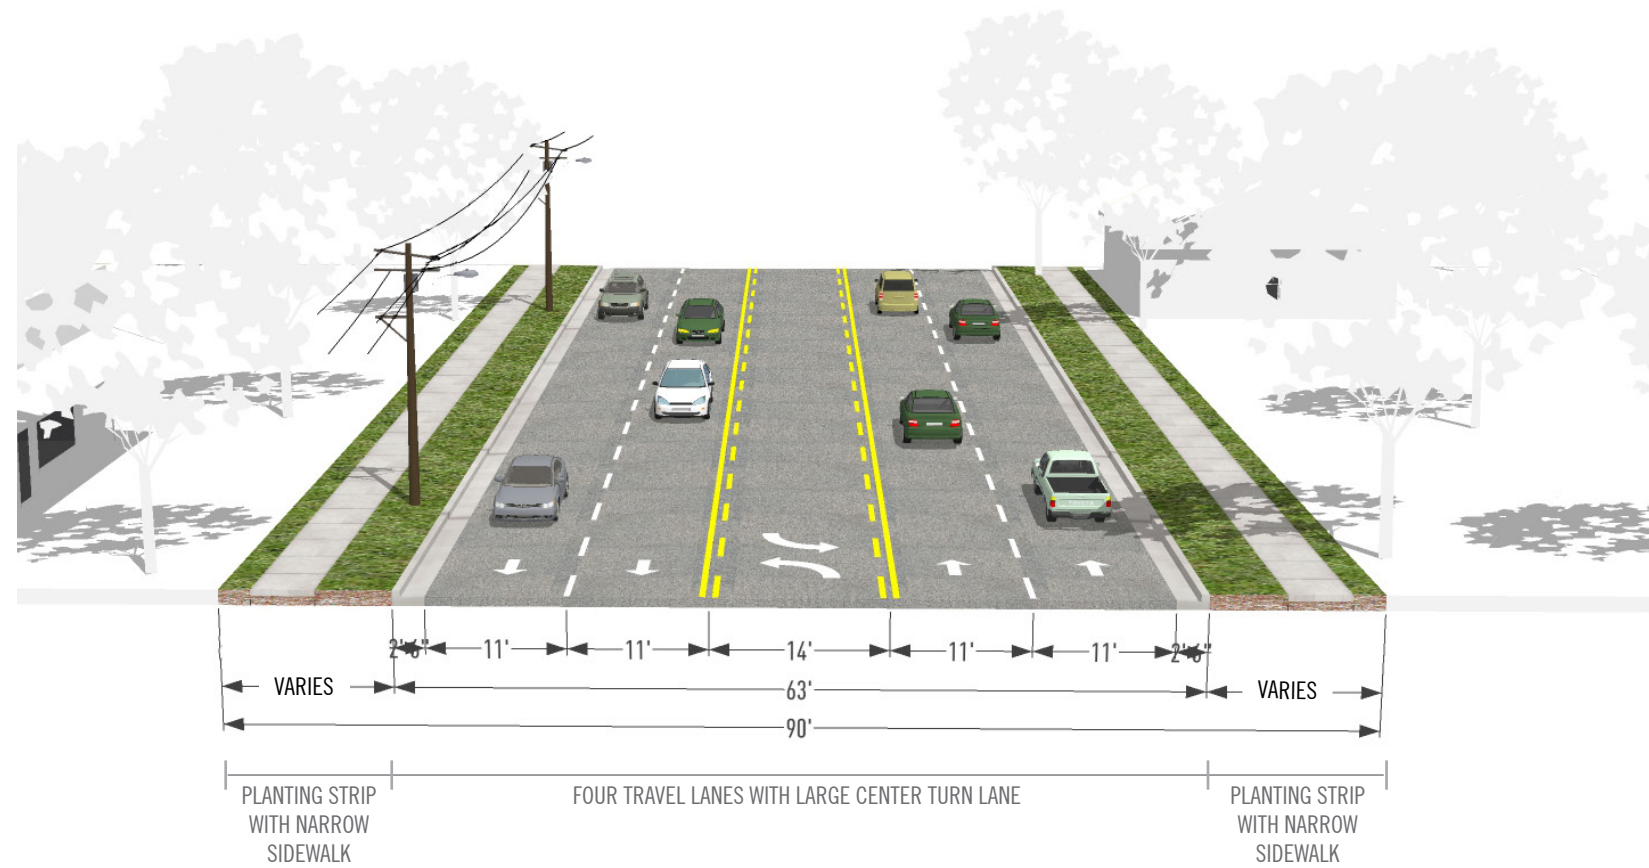 2'6" 11' 11' 14' 11' 11' 2'6"
VARIES 63' VARIES
90'
PLANTING STRIP
WITH NARROW
SIDEWALK
FOUR TRAVEL LANES WITH LARGE CENTER TURN LANE
PLANTING STRIP
WITH NARROW
SIDEWALK